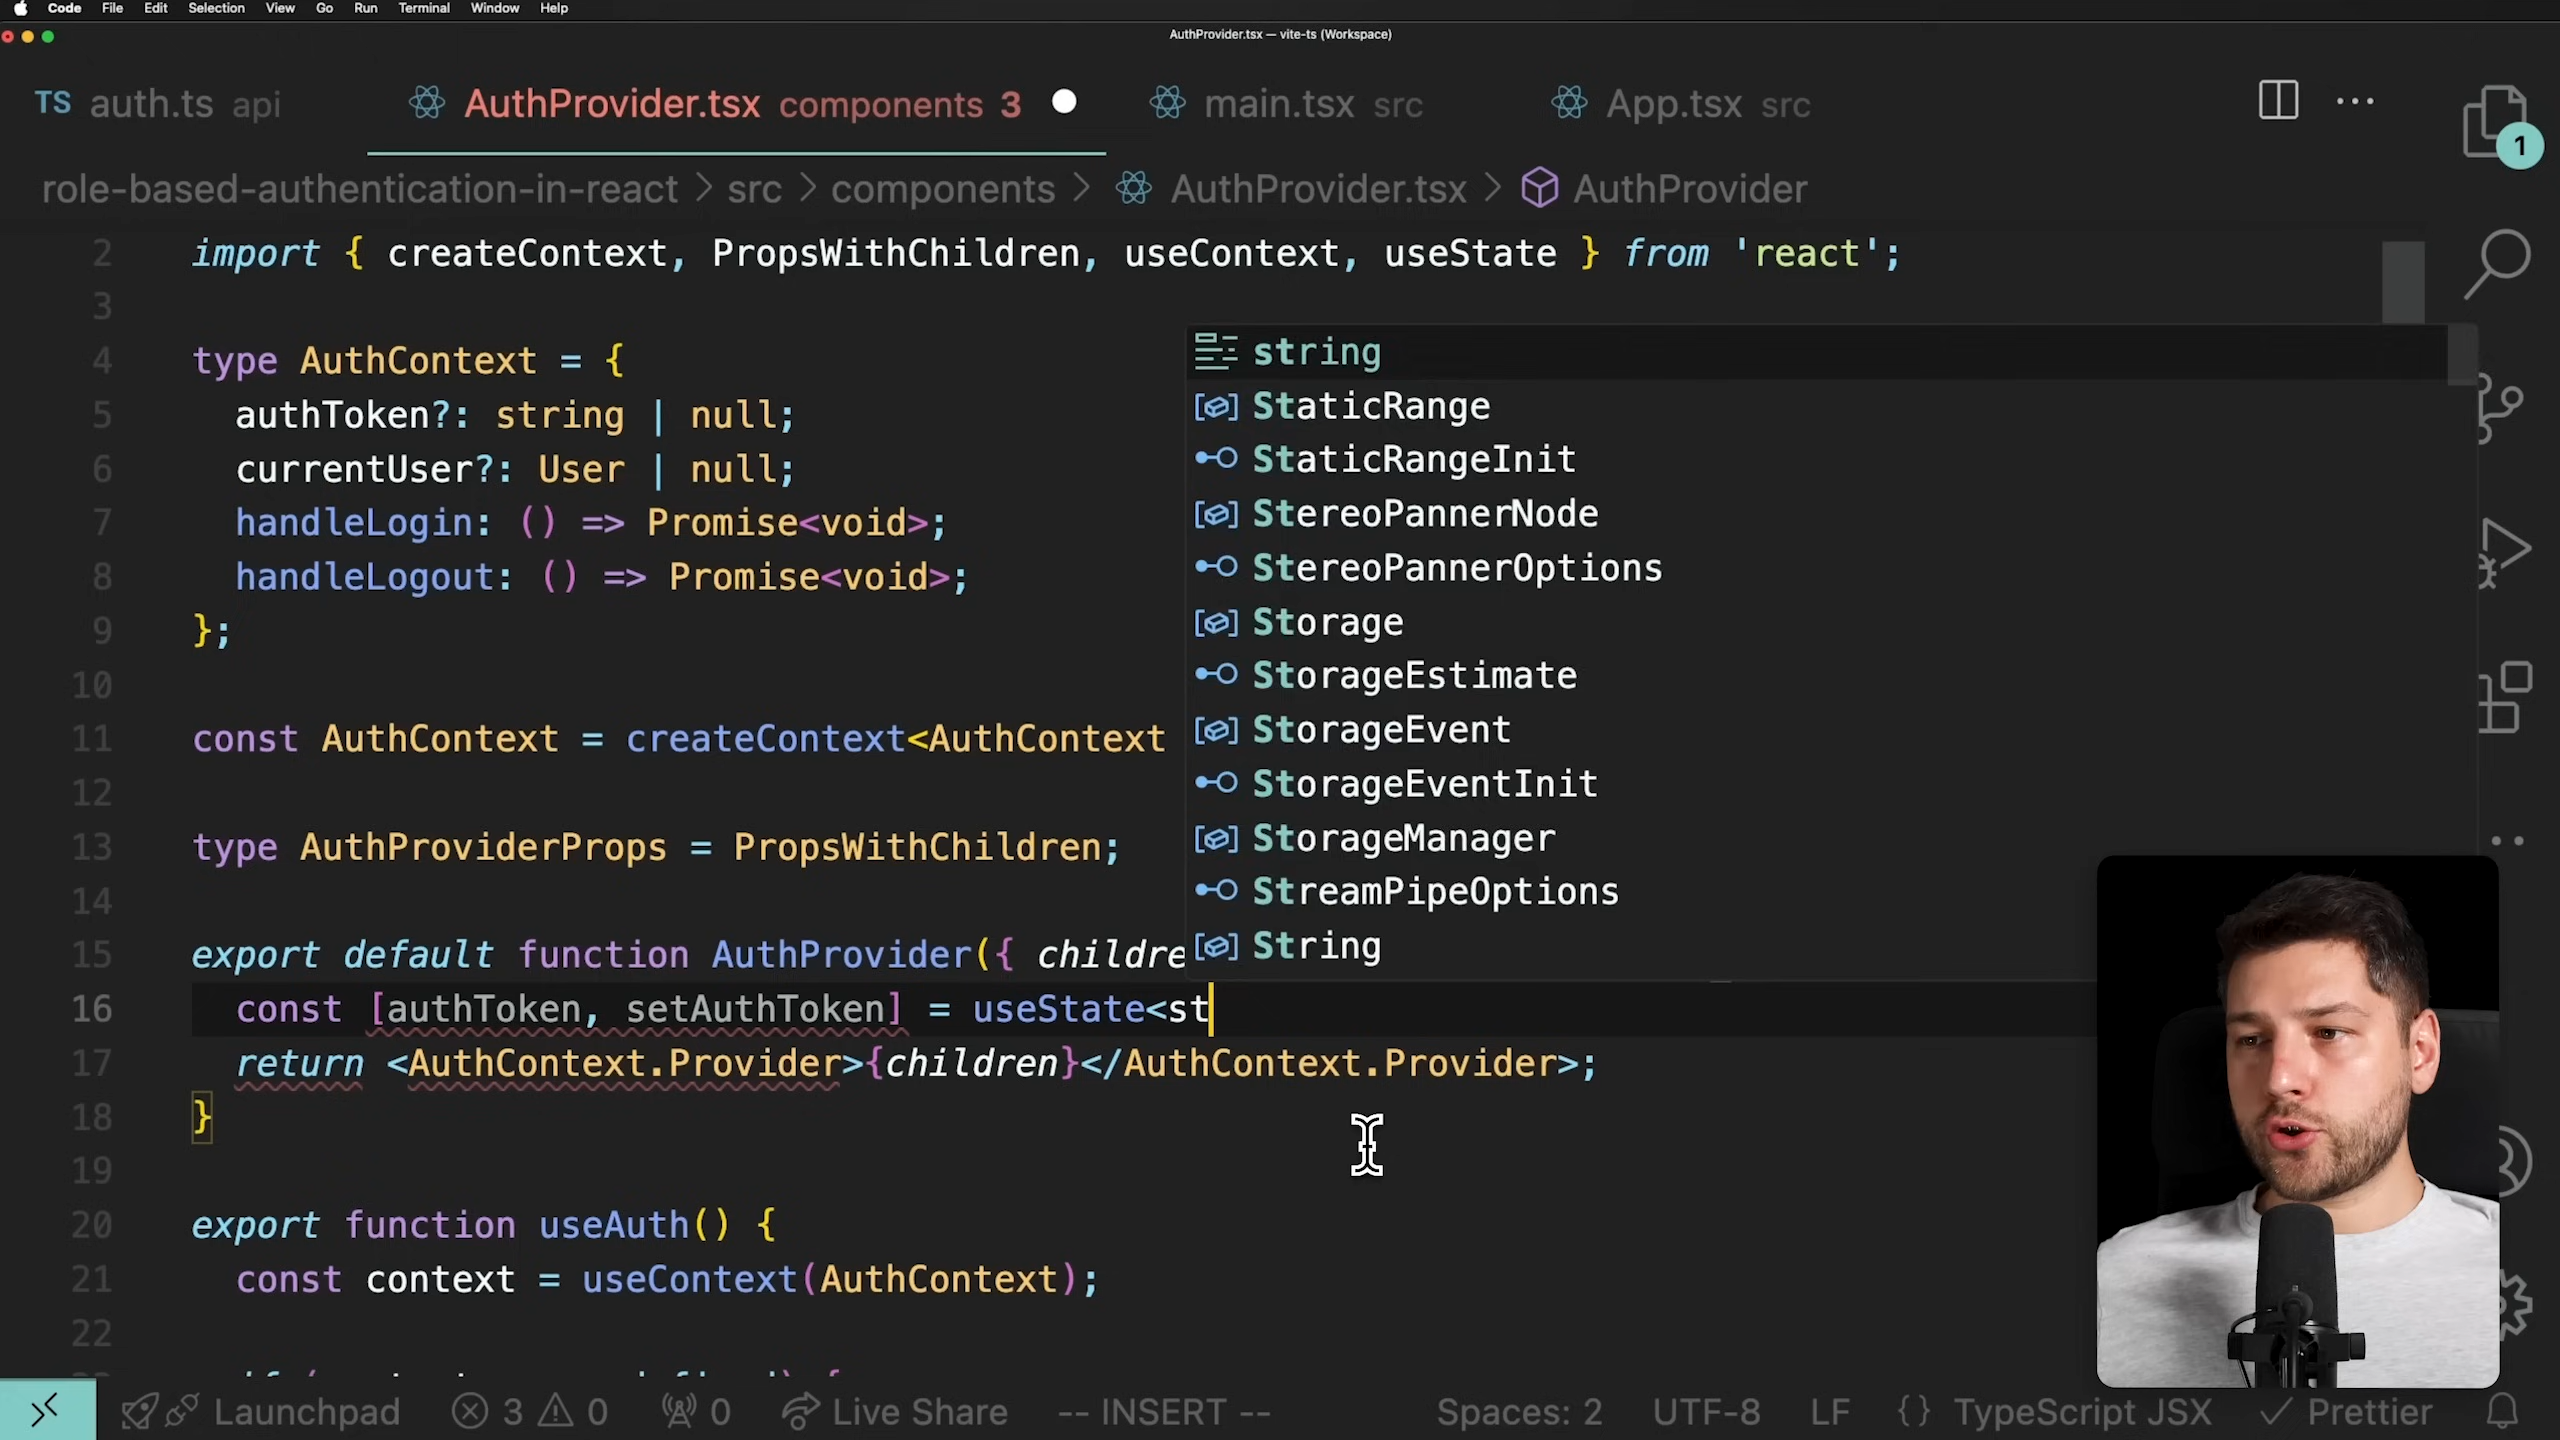 Code File Edit Selection View Go Run Terminal Window Help
AuthProvider.tsx — vite-ts (Workspace)
TS auth.ts api
AuthProvider.tsx components 3
main.tsx src
App.tsx src
1
role-based-authentication-in-react > src > components > AuthProvider.tsx > AuthProvider
2 import { createContext, PropsWithChildren, useContext, useState } from 'react';
3
4 type AuthContext = {
5 authToken?: string | null;
6 currentUser?: User | null;
7 handleLogin: () => Promise<void>;
8 handleLogout: () => Promise<void>;
9 };
10
11 const AuthContext = createContext<AuthContext
12
13 type AuthProviderProps = PropsWithChildren;
14
15 export default function AuthProvider({ childre
16 const [authToken, setAuthToken] = useState<st
17 return <AuthContext.Provider>{children}</AuthContext.Provider>;
18 }
19
20 export function useAuth() {
21 const context = useContext(AuthContext);
22
string
StaticRange
StaticRangeInit
StereoPannerNode
StereoPannerOptions
Storage
StorageEstimate
StorageEvent
StorageEventInit
StorageManager
StreamPipeOptions
String
Launchpad 3 0 0 Live Share -- INSERT -- Spaces: 2 UTF-8 LF {} TypeScript JSX Prettier